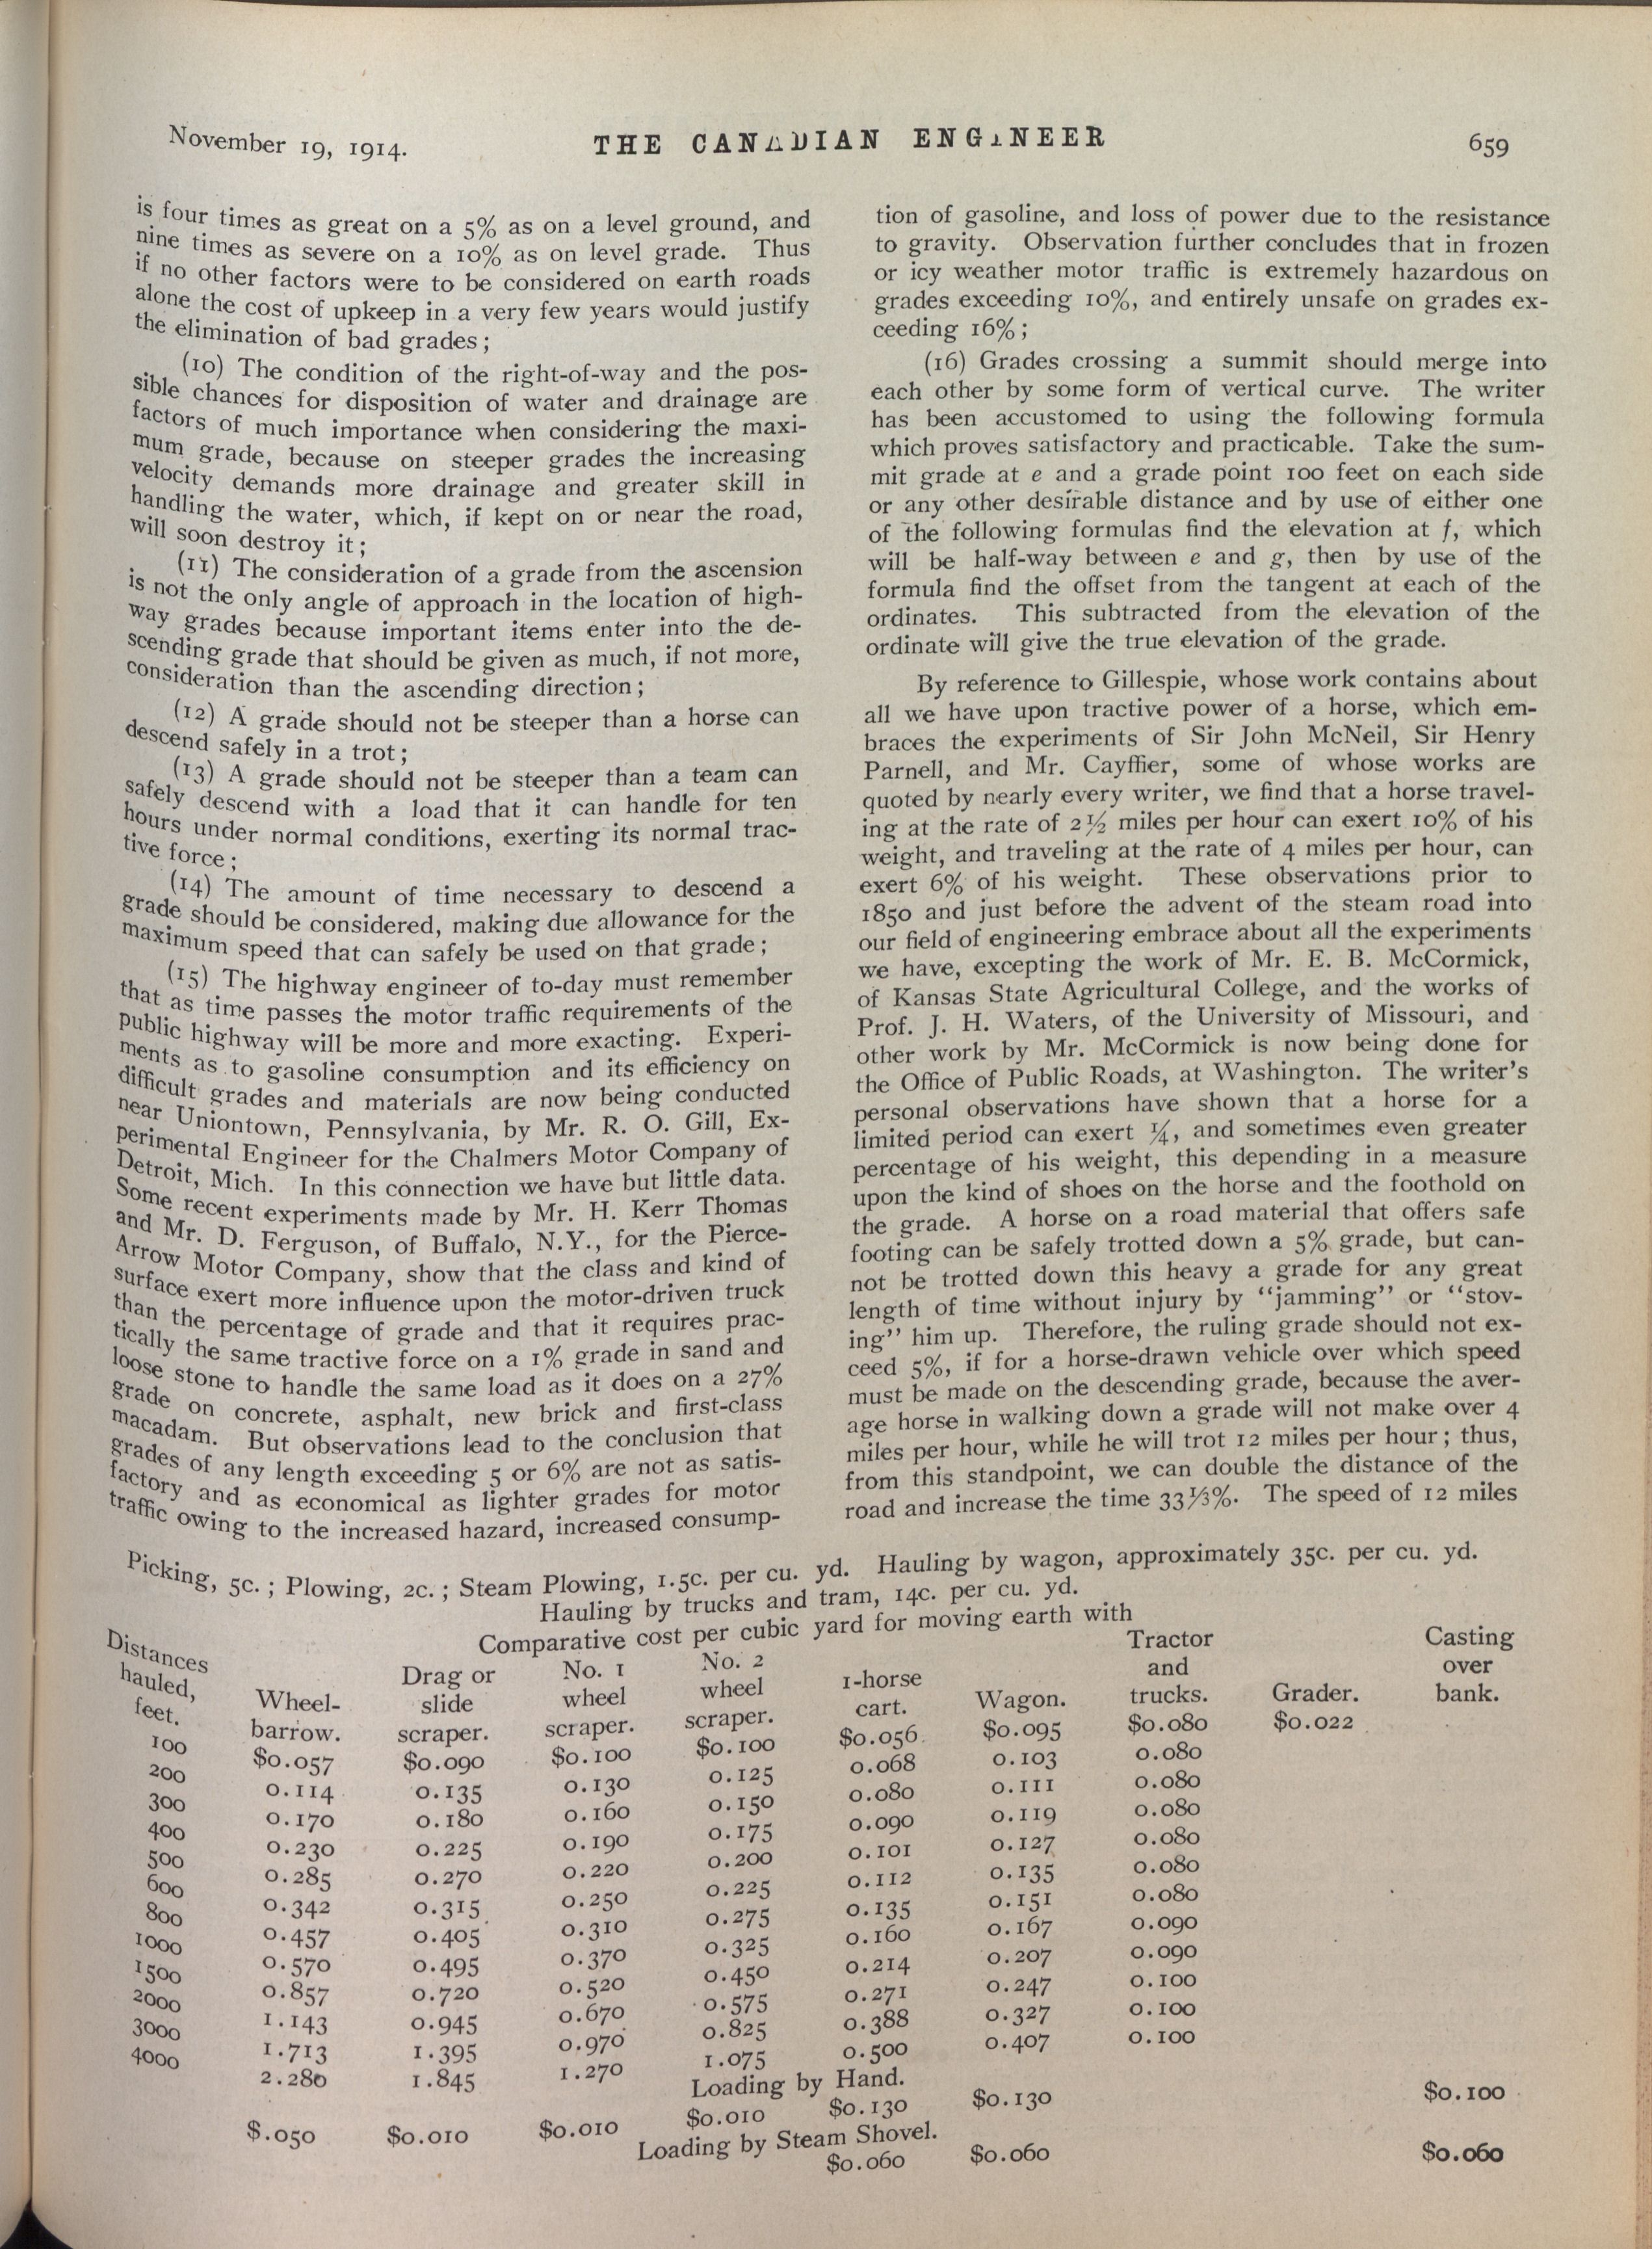 November 19, 1914. THE CANADIAN ENGINEER 659
is four times as great on a 5% as on a level ground, and
nine times as severe on a 10% as on level grade. Thus
if no other factors were to be considered on earth roads
alone the cost of upkeep in a very few years would justify
the elimination of bad grades;
(10) The condition of the right-of-way and the pos-
sible chances for disposition of water and drainage are
factors of much importance when considering the maxi-
mum grade, because on steeper grades the increasing
velocity demands more drainage and greater skill in
handling the water, which, if kept on or near the road,
will soon destroy it;
(11) The consideration of a grade from the ascension
is not the only angle of approach in the location of high-
way grades because important items enter into the de-
scending grade that should be given as much, if not more,
consideration than the ascending direction;
(12) A grade should not be steeper than a horse can
descend safely in a trot;
(13) A grade should not be steeper than a team can
safely descend with a load that it can handle for ten
hours under normal conditions, exerting its normal trac-
tive force;
(14) The amount of time necessary to descend a
grade should be considered, making due allowance for the
maximum speed that can safely be used on that grade;
(15) The highway engineer of to-day must remember
that as time passes the motor traffic requirements of the
public highway will be more and more exacting. Experi-
ments as to gasoline consumption and its efficiency on
difficult grades and materials are now being conducted
near Uniontown, Pennsylvania, by Mr. R. O. Gill, Ex-
perimental Engineer for the Chalmers Motor Company of
Detroit, Mich. In this connection we have but little data.
Some recent experiments made by Mr. H. Kerr Thomas
and Mr. D. Ferguson, of Buffalo, N.Y., for the Pierce-
Arrow Motor Company, show that the class and kind of
surface exert more influence upon the motor-driven truck
than the percentage of grade and that it requires prac-
tically the same tractive force on a 1% grade in sand and
loose stone to handle the same load as it does on a 27%
grade on concrete, asphalt, new brick and first-class
macadam. But observations lead to the conclusion that
grades of any length exceeding 5 or 6% are not as satis-
factory and as economical as lighter grades for motor
traffic owing to the increased hazard, increased consump-
tion of gasoline, and loss of power due to the resistance
to gravity. Observation further concludes that in frozen
or icy weather motor traffic is extremely hazardous on
grades exceeding 10%, and entirely unsafe on grades ex-
ceeding 16%;
(16) Grades crossing a summit should merge into
each other by some form of vertical curve. The writer
has been accustomed to using the following formula
which proves satisfactory and practicable. Take the sum-
mit grade at e and a grade point 100 feet on each side
or any other desirable distance and by use of either one
of the following formulas find the elevation at f, which
will be half-way between e and g, then by use of the
formula find the offset from the tangent at each of the
ordinates. This subtracted from the elevation of the
ordinate will give the true elevation of the grade.
By reference to Gillespie, whose work contains about
all we have upon tractive power of a horse, which em-
braces the experiments of Sir John McNeil, Sir Henry
Parnell, and Mr. Cayffier, some of whose works are
quoted by nearly every writer, we find that a horse travel-
ing at the rate of 2½ miles per hour can exert 10% of his
weight, and traveling at the rate of 4 miles per hour, can
exert 6% of his weight. These observations prior to
1850 and just before the advent of the steam road into
our field of engineering embrace about all the experiments
we have, excepting the work of Mr. E. B. McCormick,
of Kansas State Agricultural College, and the works of
Prof. J. H. Waters, of the University of Missouri, and
other work by Mr. McCormick is now being done for
the Office of Public Roads, at Washington. The writer's
personal observations have shown that a horse for a
limited period can exert ¼, and sometimes even greater
percentage of his weight, this depending in a measure
upon the kind of shoes on the horse and the foothold on
the grade. A horse on a road material that offers safe
footing can be safely trotted down a 5% grade, but can-
not be trotted down this heavy a grade for any great
length of time without injury by "jamming" or "stov-
ing" him up. Therefore, the ruling grade should not ex-
ceed 5%, if for a horse-drawn vehicle over which speed
must be made on the descending grade, because the aver-
age horse in walking down a grade will not make over 4
miles per hour, while he will trot 12 miles per hour; thus,
from this standpoint, we can double the distance of the
road and increase the time 33⅓%. The speed of 12 miles
Picking, 5c.; Plowing, 2c.; Steam Plowing, 1.5c. per cu. yd. Hauling by wagon, approximately 35c. per cu. yd.
Hauling by trucks and tram, 14c. per cu. yd.
Comparative cost per cubic yard for moving earth with
Distances Tractor Casting
hauled, Drag or No. 1 No. 2 1-horse and over
feet. Wheel- slide wheel wheel cart. Wagon. trucks. Grader. bank.
barrow. scraper. scraper. scraper.
100 $0.057 $0.090 $0.100 $0.100 $0.056 $0.095 $0.080 $0.022
200 0.114 0.135 0.130 0.125 0.068 0.103 0.080
300 0.170 0.180 0.160 0.150 0.080 0.111 0.080
400 0.230 0.225 0.190 0.175 0.090 0.119 0.080
500 0.285 0.270 0.220 0.200 0.101 0.127 0.080
600 0.342 0.315 0.250 0.225 0.112 0.135 0.080
800 0.457 0.405 0.310 0.275 0.135 0.151 0.080
1000 0.570 0.495 0.370 0.325 0.160 0.167 0.090
1500 0.857 0.720 0.520 0.450 0.214 0.207 0.090
2000 1.143 0.945 0.670 0.575 0.271 0.247 0.100
3000 1.713 1.395 0.970 0.825 0.388 0.327 0.100
4000 2.280 1.845 1.270 1.075 0.500 0.407 0.100
Loading by Hand.
$.050 $0.010 $0.010 $0.010 $0.130 $0.130 $0.100
Loading by Steam Shovel.
$0.060 $0.060 $0.060